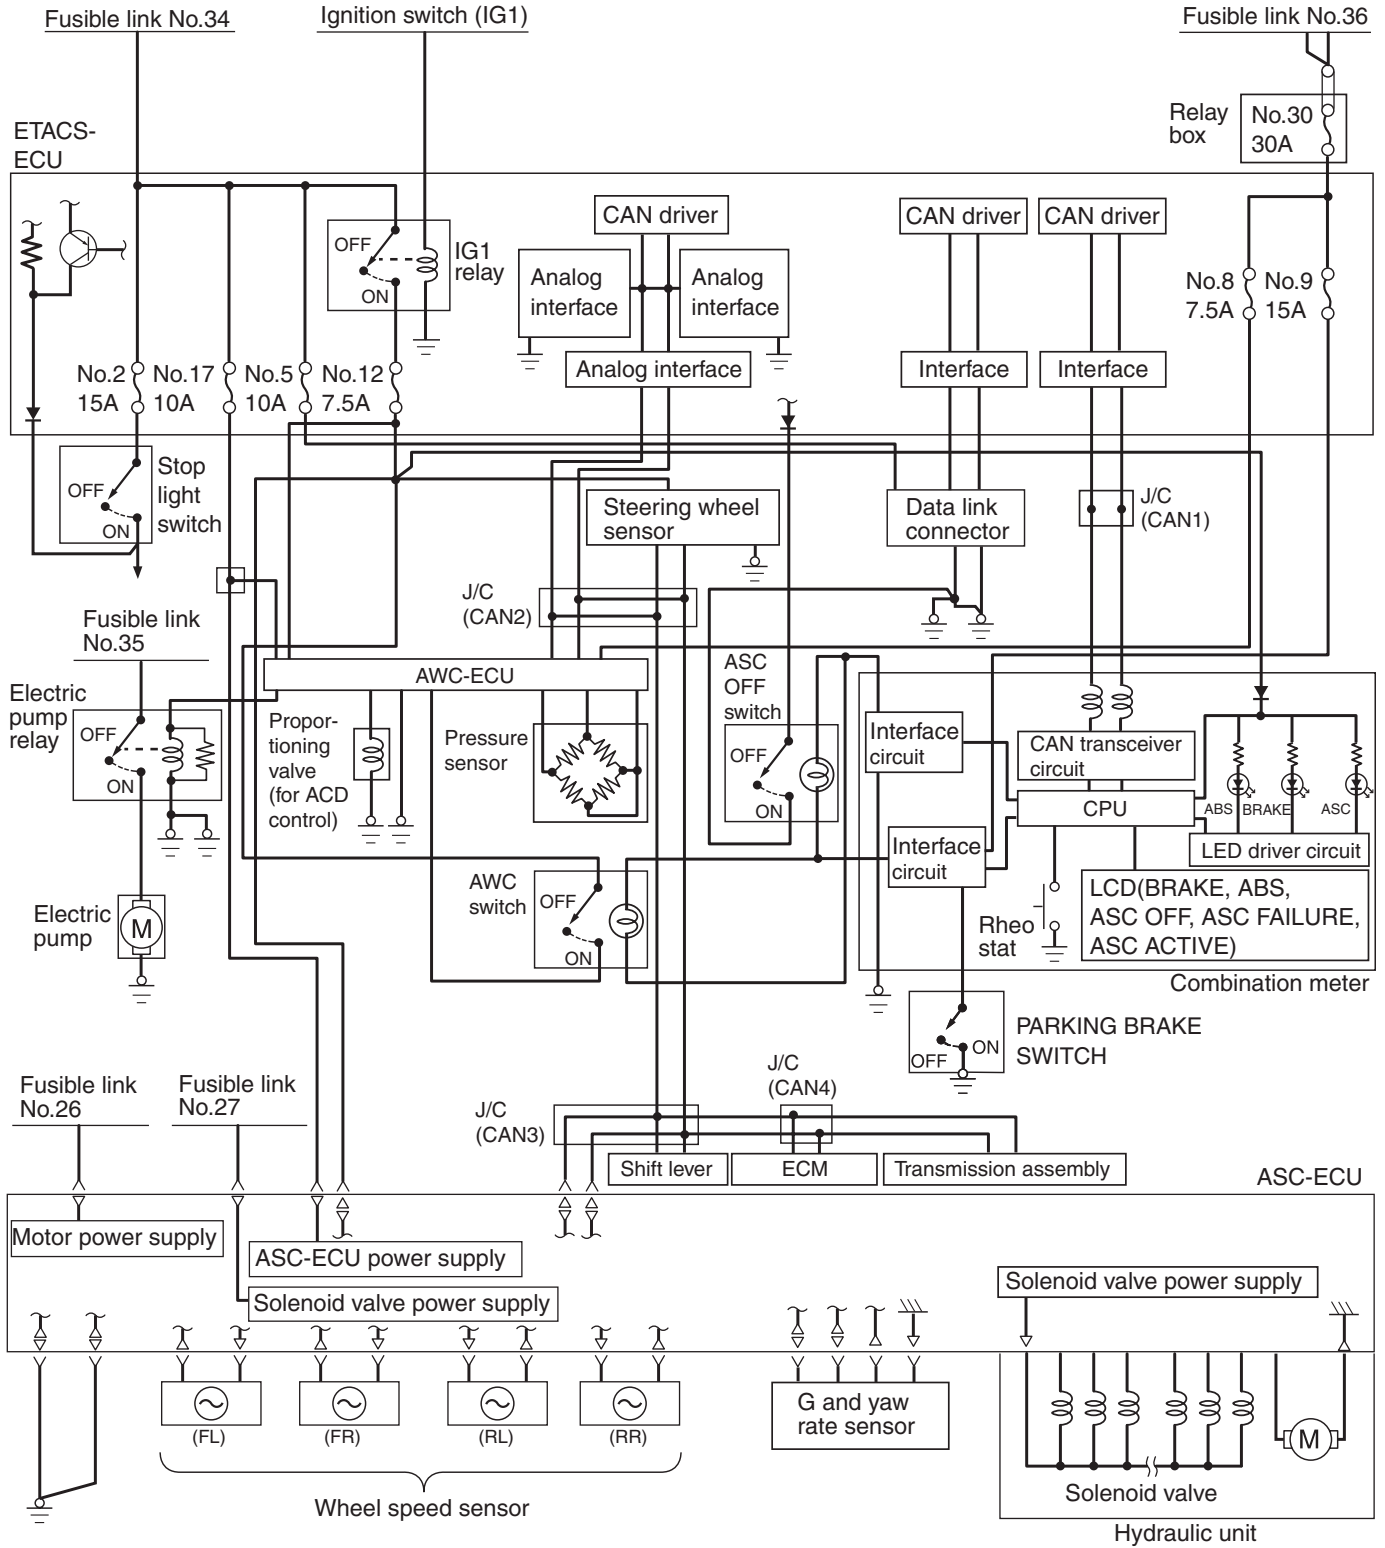 Fusible link No.34
Ignition switch (IG1)
Fusible link No.36
Relay
box
No.30
30A
ETACS-
ECU
OFF
ON
IG1
relay
CAN driver
Analog
interface
Analog
interface
Analog interface
CAN driver
CAN driver
Interface
Interface
No.8
7.5A
No.9
15A
No.2
15A
No.17
10A
No.5
10A
No.12
7.5A
OFF
ON
Stop
light
switch
Steering wheel
sensor
Data link
connector
J/C
(CAN1)
J/C
(CAN2)
Fusible link
No.35
Electric
pump
relay
OFF
ON
AWC-ECU
Propor-
tioning
valve
(for ACD
control)
Pressure
sensor
ASC
OFF
switch
OFF
ON
Interface
circuit
CAN transceiver
circuit
CPU
ABS
BRAKE
ASC
LED driver circuit
Interface
circuit
LCD(BRAKE, ABS,
ASC OFF, ASC FAILURE,
ASC ACTIVE)
Rheo
stat
Combination meter
AWC
switch
OFF
ON
Electric
pump
M
PARKING BRAKE
SWITCH
OFF
ON
Fusible link
No.26
Fusible link
No.27
J/C
(CAN3)
J/C
(CAN4)
Shift lever
ECM
Transmission assembly
ASC-ECU
Motor power supply
ASC-ECU power supply
Solenoid valve power supply
Solenoid valve power supply
(FL)
(FR)
(RL)
(RR)
Wheel speed sensor
G and yaw
rate sensor
M
Solenoid valve
Hydraulic unit